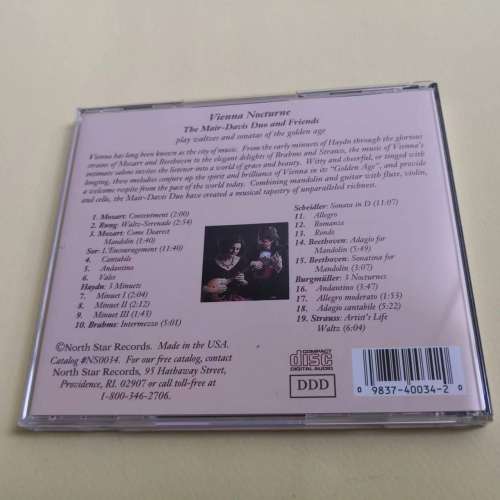 Vienna Nocturne
The Mair-Davis Duo and Friends
play waltzes and sonatas of the golden age
Vienna has long been known as the city of music. From the early minuets of Haydn through the glorious
strains of Mozart and Beethoven to the elegant delights of Brahms and Strauss, the music of Vienna's
intimate salons invites the listener into a world of grace and beauty. Witty and cheerful, or tinged with
longing, these melodies conjure up the spirit and brilliance of Vienna in its "Golden Age", and provide
a welcome respite from the pace of the world today. Combining mandolin and guitar with flute, violin,
and cello, the Mair-Davis Duo have created a musical tapestry of unparalleled richness.
1. Mozart: Contentment (2:00)
2. Rung: Waltz-Serenade (2:54)
3. Mozart: Come Dearest
Mandolin (1:40)
Sor: L'Encouragement (11:40)
4. Cantabile
5. Andantino
6. Valse
Haydn: 3 Minuets
7. Minuet I (2:04)
8. Minuet II (2:12)
9. Minuet III (1:43)
10. Brahms: Intermezzo (5:01)
Scheidler: Sonata in D (11:07)
11. Allegro
12. Romanza
13. Rondo
14. Beethoven: Adagio for
Mandolin (5:49)
15. Beethoven: Sonatina for
Mandolin (3:07)
Burgmüller: 3 Nocturnes
16. Andantino (3:47)
17. Allegro moderato (1:53)
18. Adagio cantabile (5:22)
19. Strauss: Artist's Life
Waltz (6:04)
©North Star Records. Made in the USA.
Catalog #NS0034. For our free catalog, contact
North Star Records, 95 Hathaway Street,
Providence, RI. 02907 or call toll-free at
1-800-346-2706.
COMPACT
disc
DIGITAL AUDIO
DDD
0 9837-40034-2 0